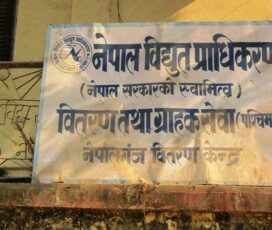 नेपाल विद्युत प्राधिकरण
(नेपाल सरकारको स्वामित्व)
वितरण तथा ग्राहक सेवा (पश्चिम
नेपालगंज वितरण केन्द्र